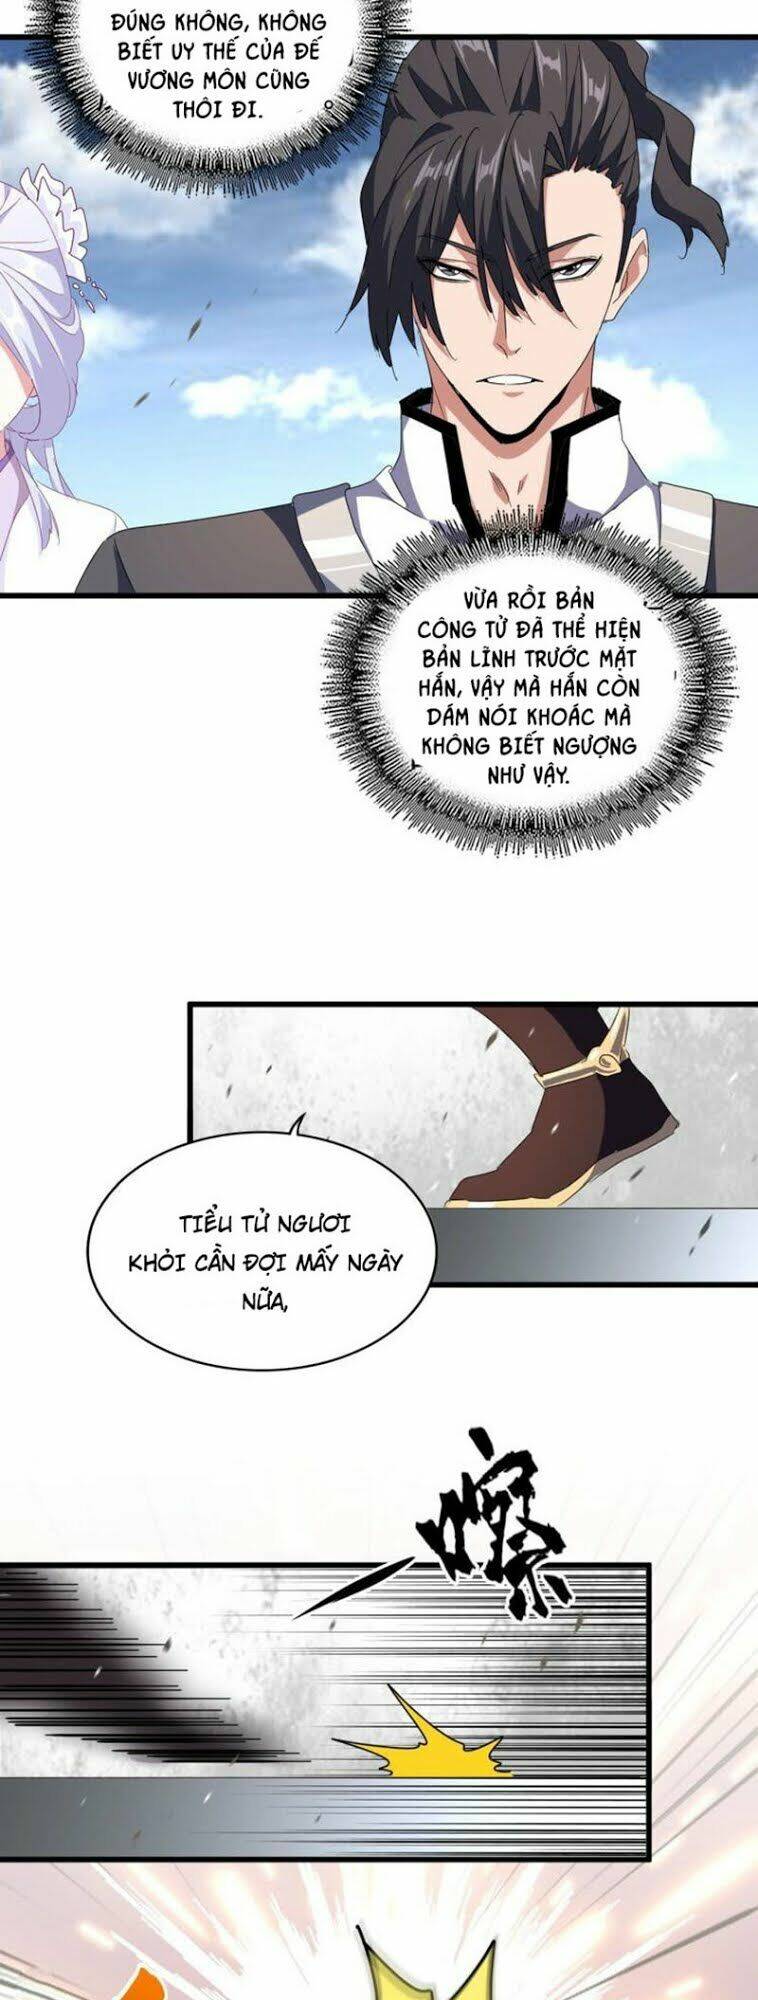 ĐÚNG KHÔNG, KHÔNG
BIẾT UY THẾ CỦA ĐẾ
VƯƠNG MÔN CŨNG
THÔI ĐI.
VỪA RỒI BẢN
CÔNG TỬ ĐÃ THỂ HIỆN
BẢN LĨNH TRƯỚC MẶT
HẮN, VẬY MÀ HẮN CÒN
DÁM NÓI KHOÁC MÀ
KHÔNG BIẾT NGƯỢNG
NHƯ VẬY.
TIỂU TỬ NGƯƠI
KHỎI CẦN ĐỢI MẤY NGÀY
NỮA,
嚓